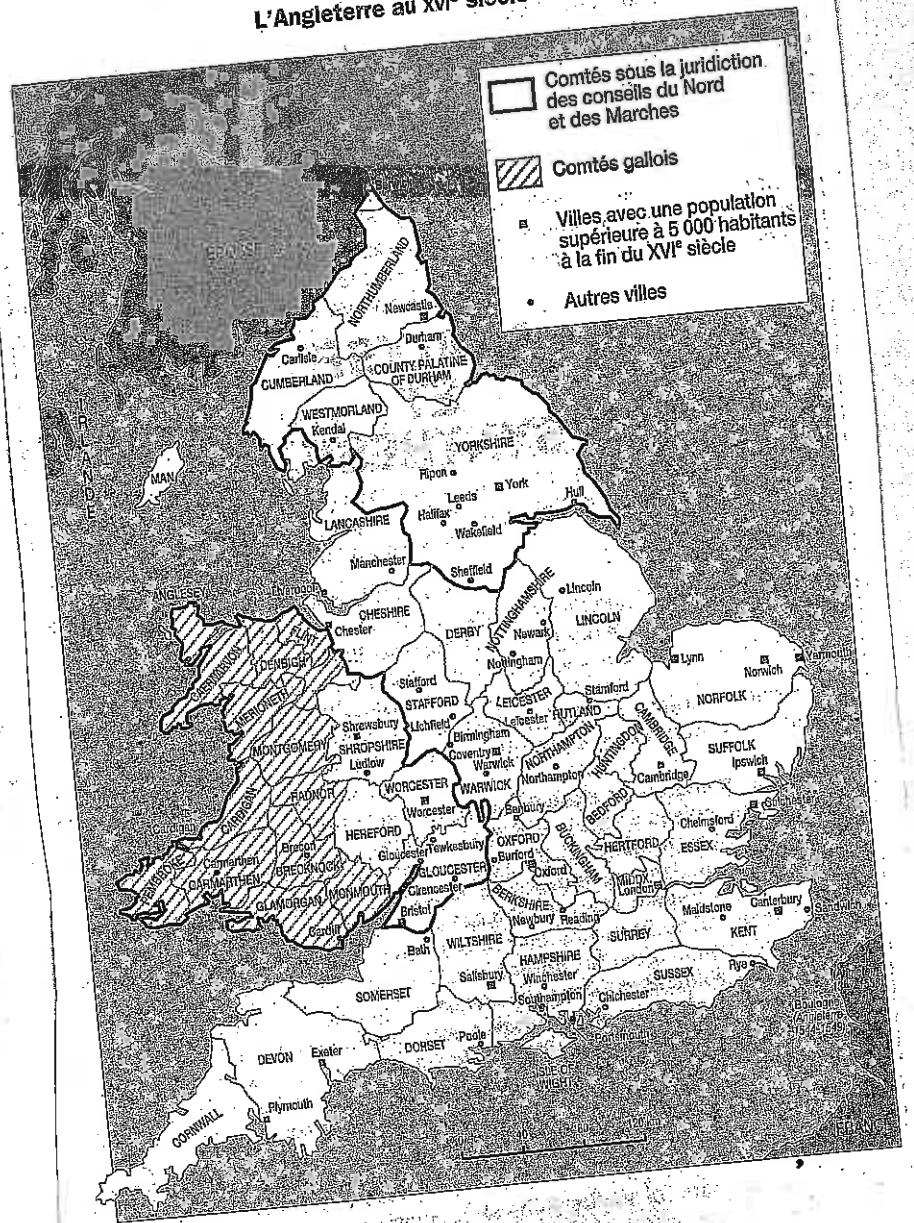 L'Angleterre au XVIe siècle
Comtés sous la juridiction
des conseils du Nord
et des Marches
Comtés gallois
Villes avec une population
supérieure à 5 000 habitants
à la fin du XVIe siècle
Autres villes
NORTHUMBERLAND
Newcastle
Carlisle
Durham
CUMBERLAND
COUNTY PALATINE
OF DURHAM
WESTMORLAND
Kendal
IRLANDE
MAN
YORKSHIRE
Ripon
York
Leeds
Hull
Halifax
Wakefield
LANCASHIRE
Manchester
Sheffield
Lincoln
CHESHIRE
Chester
DERBY
NOTTINGHAMSHIRE
LINCOLN
Newark
Nottingham
FLINT
DENBIGH
MERIONETH
Stafford
STAFFORD
Lichfield
LEICESTER
Leicester
RUTLAND
Stamford
Lynn
Norwich
Yarmouth
NORFOLK
MONTGOMERY
Shrewsbury
SHROPSHIRE
Ludlow
Birmingham
Coventry
Warwick
WARWICK
NORTHAMPTON
Northampton
HUNTINGDON
CAMBRIDGE
Cambridge
SUFFOLK
Ipswich
CARDIGAN
Cardigan
RADNOR
WORCESTER
Worcester
HEREFORD
Tewkesbury
Banbury
BEDFORD
BUCKINGHAM
HERTFORD
Chelmsford
ESSEX
Colchester
PEMBROKE
Carmarthen
CARMARTHEN
Brecon
BRECKNOCK
Gloucester
GLOUCESTER
Cirencester
OXFORD
Burford
Oxford
MIDDX
London
GLAMORGAN
MONMOUTH
Cardiff
Bristol
BERKSHIRE
Newbury
Reading
SURREY
Maidstone
Canterbury
Sandwich
KENT
Bath
WILTSHIRE
Salisbury
HAMPSHIRE
Winchester
Southampton
SUSSEX
Chichester
Rye
SOMERSET
Portsmouth
ISLE OF
WIGHT
DEVON
Exeter
DORSET
Poole
Plymouth
CORNWALL
FRANCE